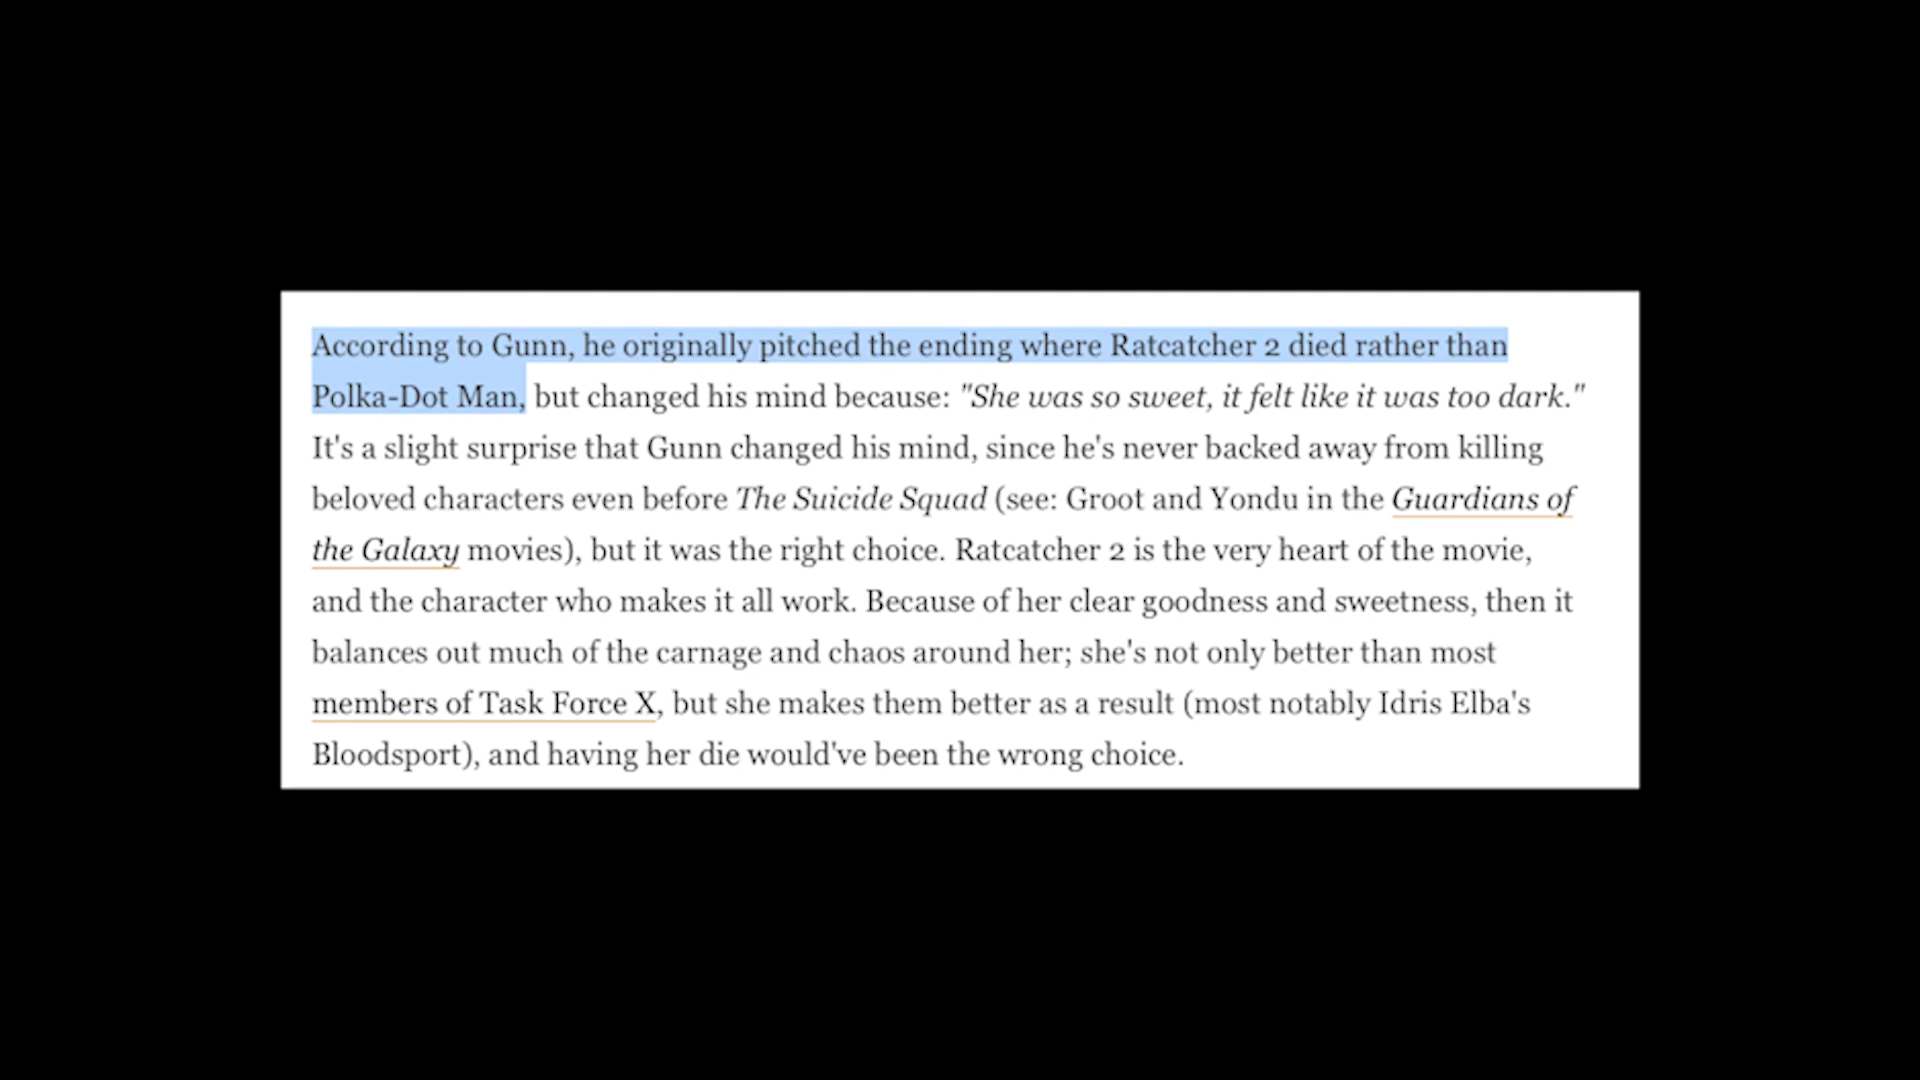 According to Gunn, he originally pitched the ending where Ratcatcher 2 died rather than
Polka-Dot Man, but changed his mind because: "She was so sweet, it felt like it was too dark."
It's a slight surprise that Gunn changed his mind, since he's never backed away from killing
beloved characters even before The Suicide Squad (see: Groot and Yondu in the Guardians of
the Galaxy movies), but it was the right choice. Ratcatcher 2 is the very heart of the movie,
and the character who makes it all work. Because of her clear goodness and sweetness, then it
balances out much of the carnage and chaos around her; she's not only better than most
members of Task Force X, but she makes them better as a result (most notably Idris Elba's
Bloodsport), and having her die would've been the wrong choice.